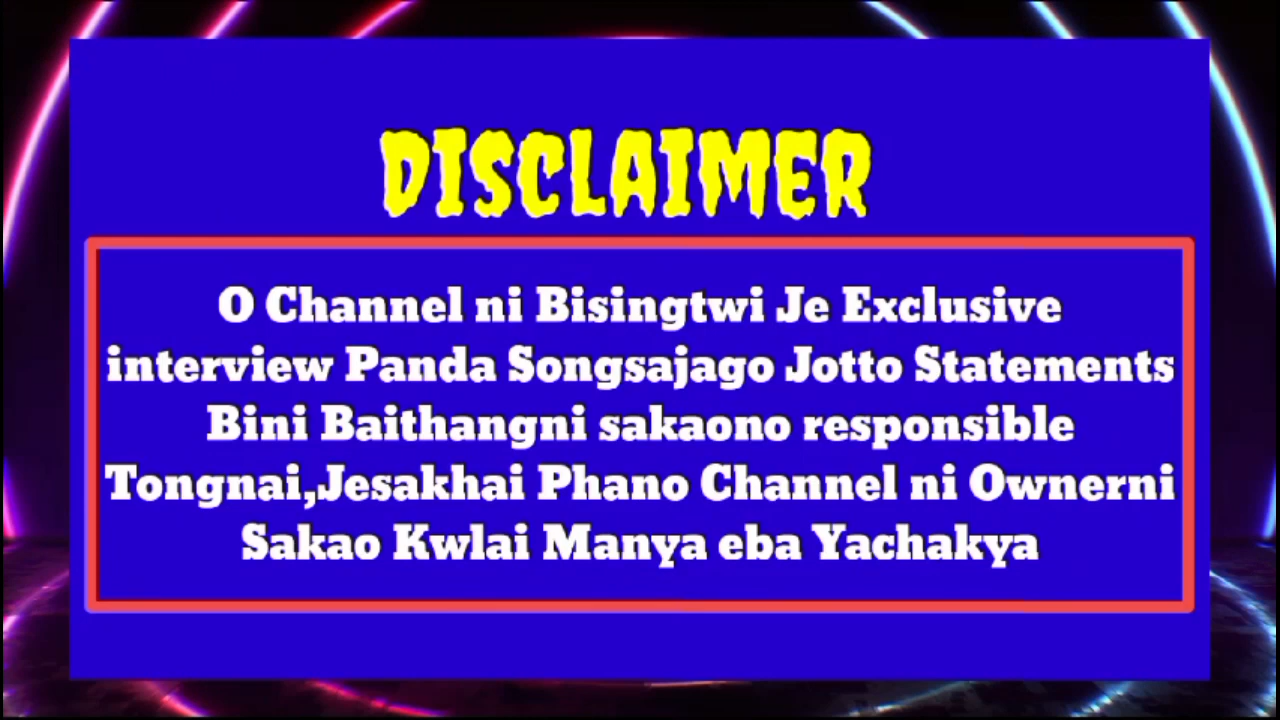 DISCLAIMER
O Channel ni Bisingtwi Je Exclusive
interview Panda Songsajago Jotto Statements
Bini Baithangni sakaono responsible
Tongnai,Jesakhai Phano Channel ni Ownerni
Sakao Kwlai Manya eba Yachakya